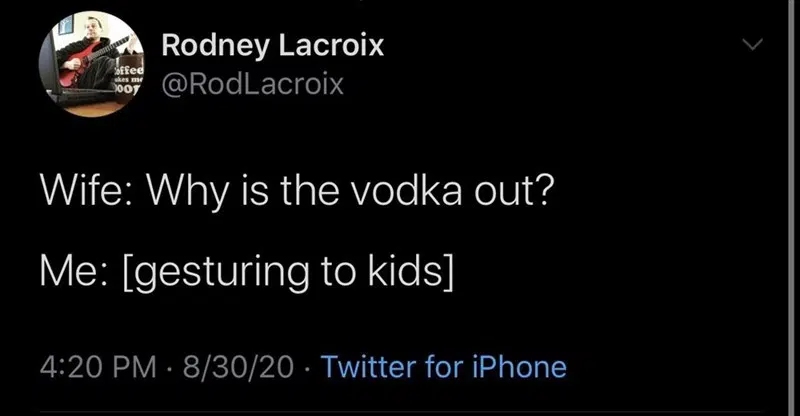 Rodney Lacroix
@RodLacroix
Wife: Why is the vodka out?
Me: [gesturing to kids]
4:20 PM · 8/30/20 · Twitter for iPhone